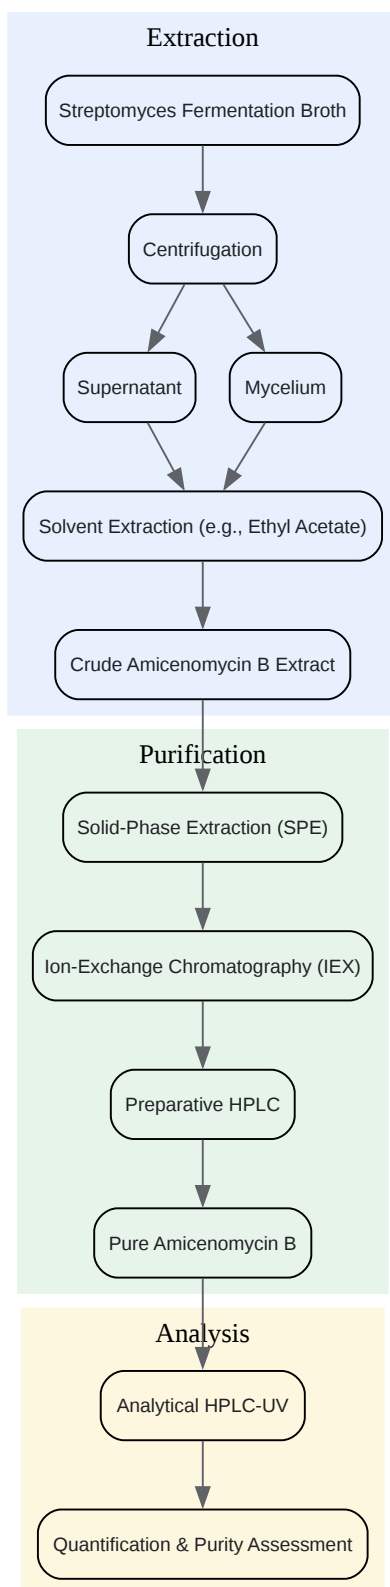 Extraction
Streptomyces Fermentation Broth
Centrifugation
Supernatant
Mycelium
Solvent Extraction (e.g., Ethyl Acetate)
Crude Amicenomycin B Extract
Purification
Solid-Phase Extraction (SPE)
Ion-Exchange Chromatography (IEX)
Preparative HPLC
Pure Amicenomycin B
Analysis
Analytical HPLC-UV
Quantification & Purity Assessment